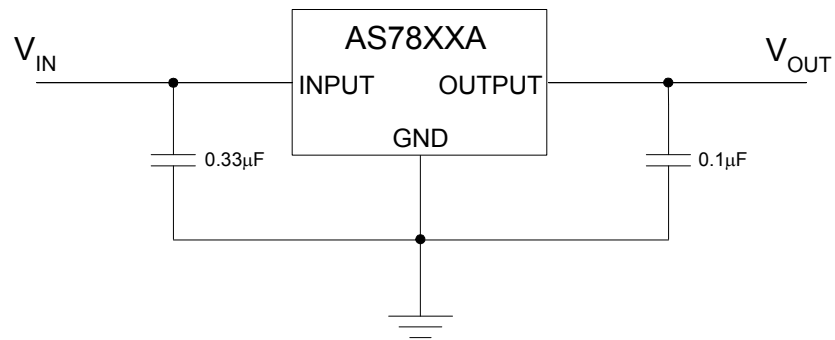 AS78XXA
V_IN
V_OUT
INPUT OUTPUT
GND
0.33μF
0.1μF